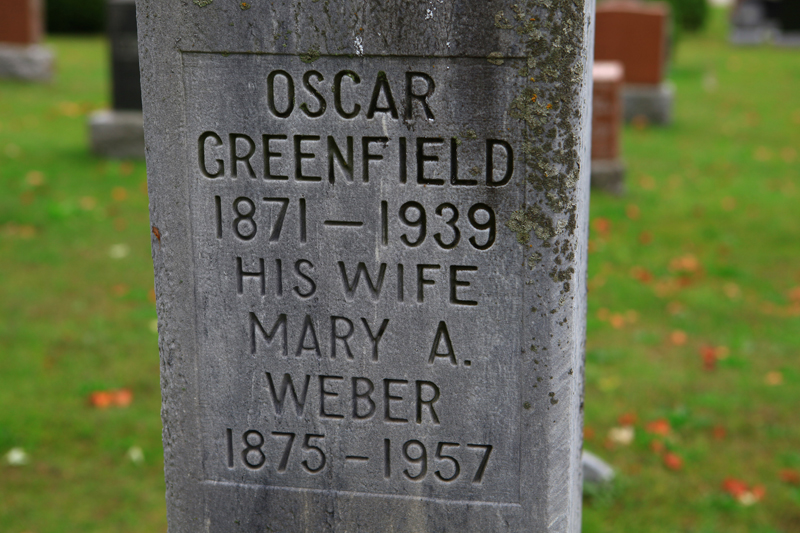 OSCAR
GREENFIELD
1871 – 1939
HIS WIFE
MARY A.
WEBER
1875 – 1957